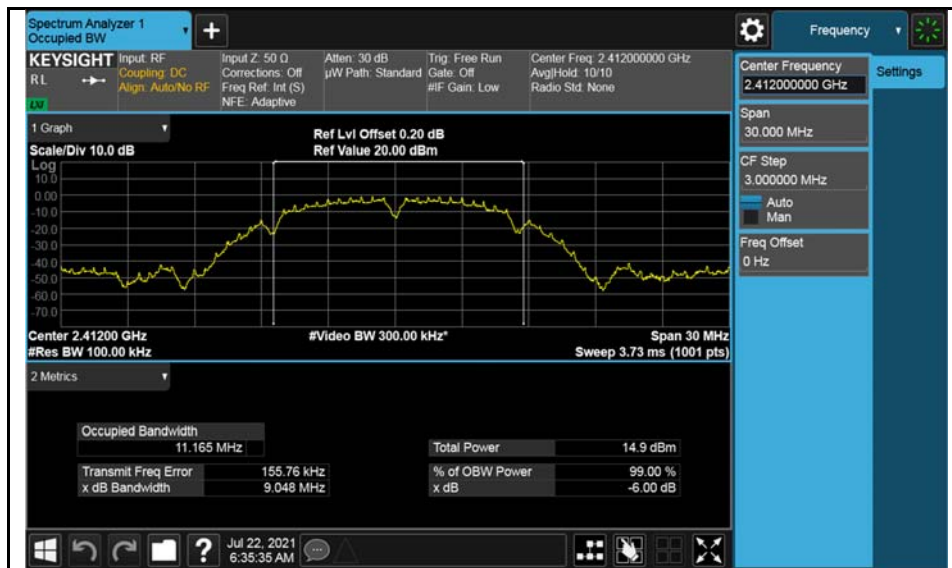 Spectrum Analyzer 1
Occupied BW
+
Frequency
KEYSIGHT
RL
LXI
Input: RF
Coupling: DC
Align: Auto/No RF
Input Z: 50 Ω
Corrections: Off
Freq Ref: Int (S)
NFE: Adaptive
Atten: 30 dB
µW Path: Standard
Trig: Free Run
Gate: Off
#IF Gain: Low
Center Freq: 2.412000000 GHz
Avg|Hold: 10/10
Radio Std: None
Center Frequency
2.412000000 GHz
Settings
Span
30.000 MHz
CF Step
3.000000 MHz
Auto
Man
Freq Offset
0 Hz
1 Graph
Scale/Div 10.0 dB
Ref Lvl Offset 0.20 dB
Ref Value 20.00 dBm
Log
10.0
0.00
-10.0
-20.0
-30.0
-40.0
-50.0
-60.0
-70.0
Center 2.41200 GHz
#Video BW 300.00 kHz*
Span 30 MHz
#Res BW 100.00 kHz
Sweep 3.73 ms (1001 pts)
2 Metrics
Occupied Bandwidth
11.165 MHz
Total Power 14.9 dBm
Transmit Freq Error 155.76 kHz
% of OBW Power 99.00 %
x dB Bandwidth 9.048 MHz
x dB -6.00 dB
?
Jul 22, 2021
6:35:35 AM